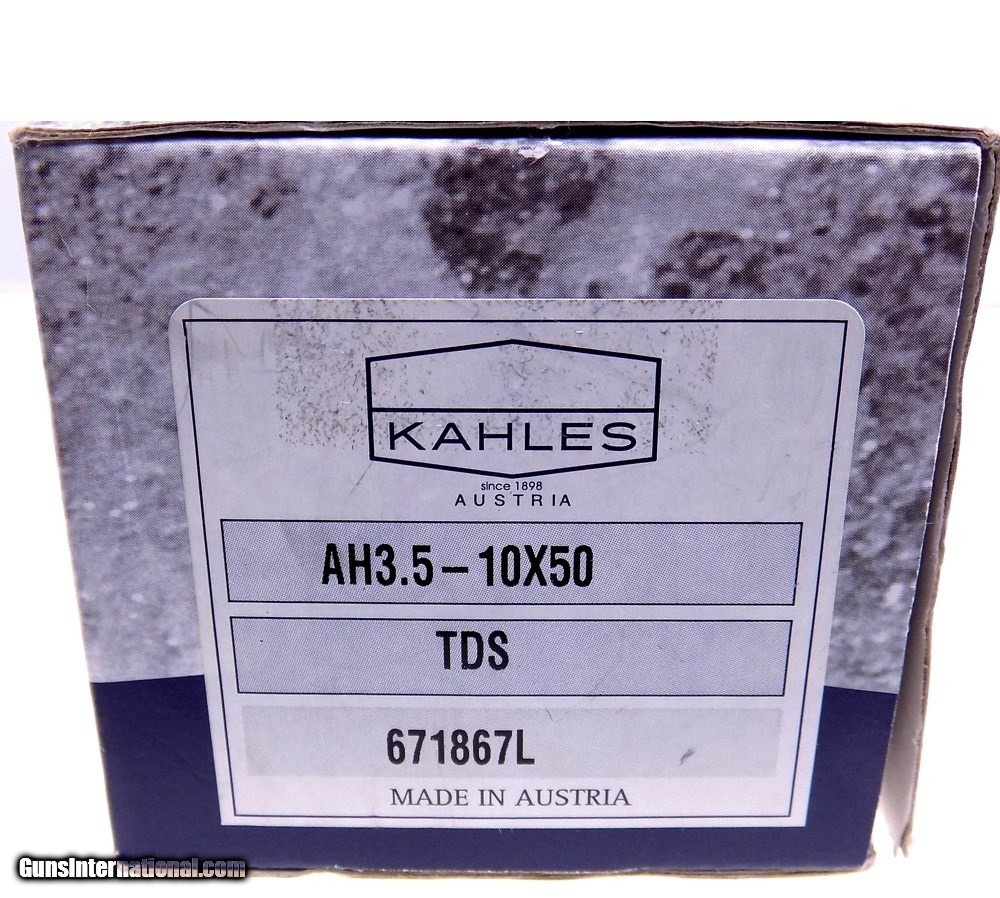 KAHLES
since 1898
AUSTRIA
AH3.5–10X50
TDS
671867L
MADE IN AUSTRIA
GunsInternational.com